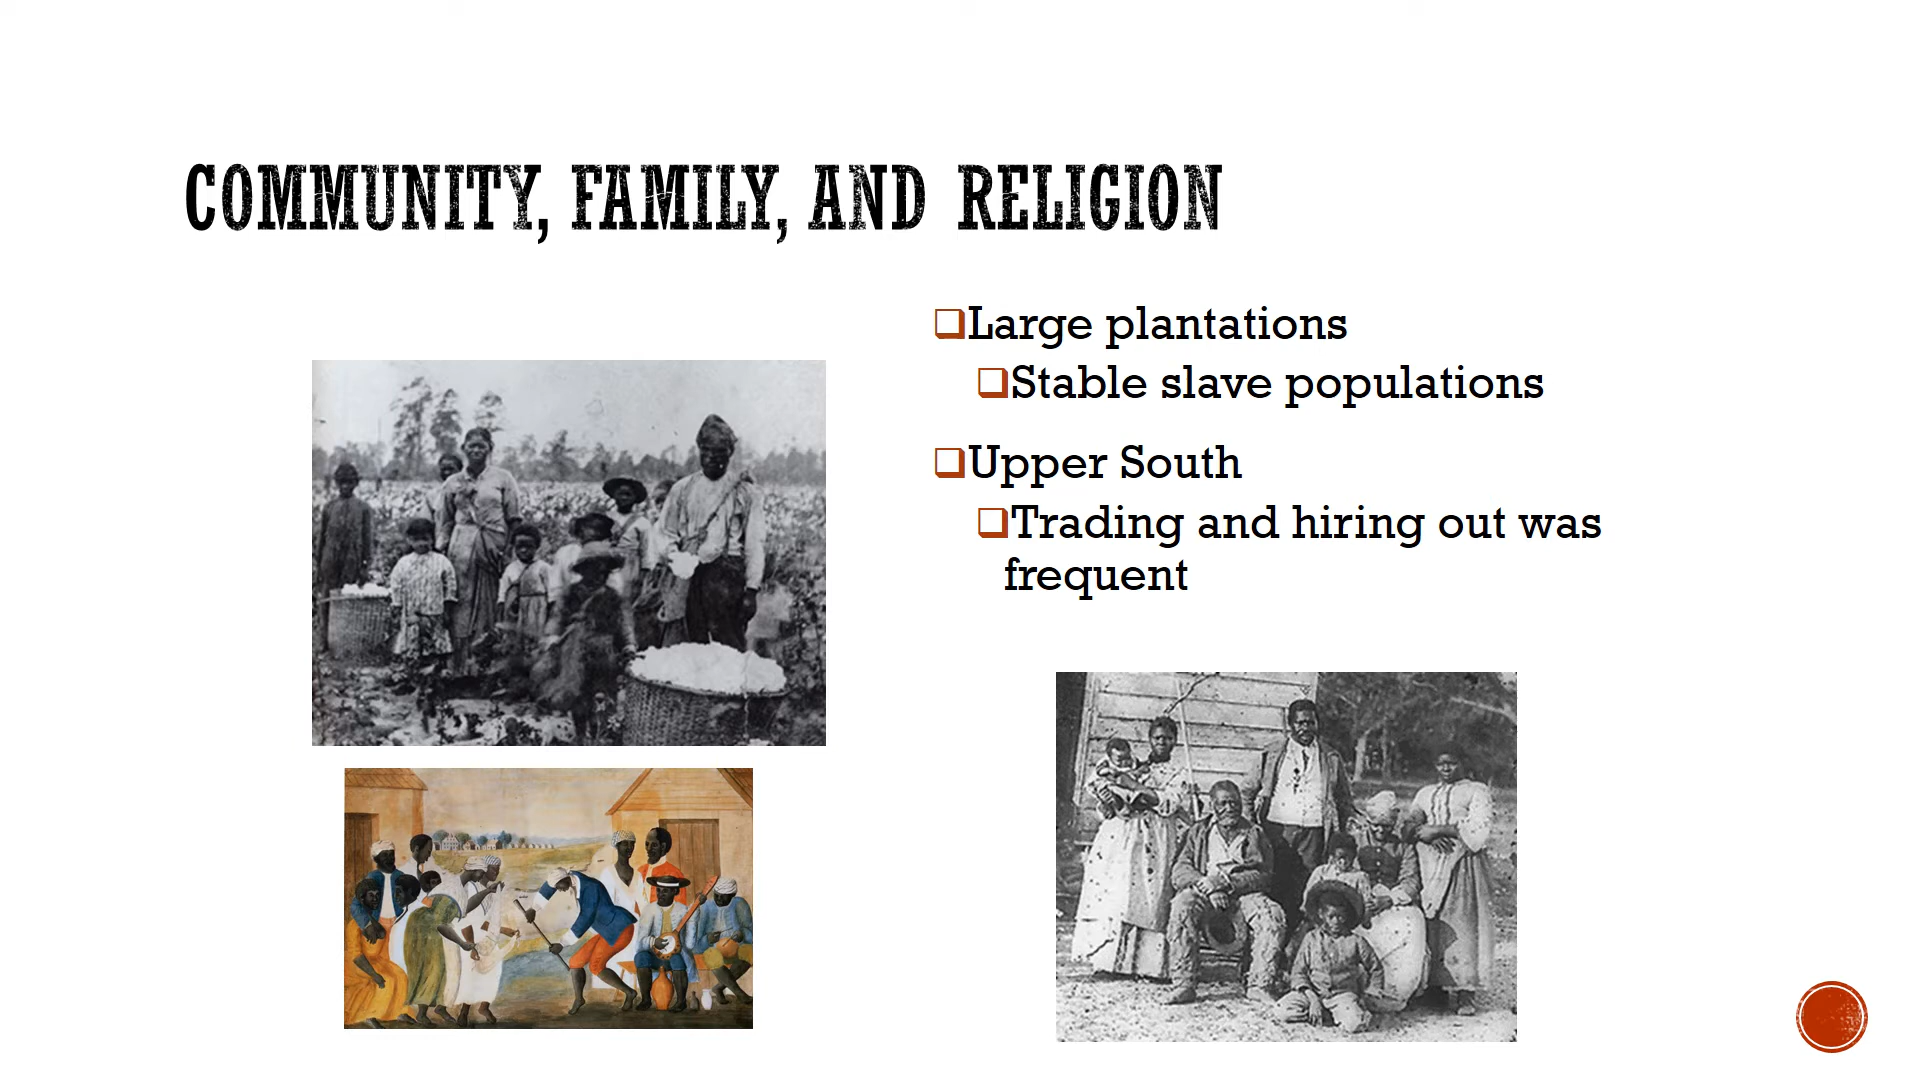 COMMUNITY, FAMILY, AND RELIGION
Large plantations
Stable slave populations
Upper South
Trading and hiring out was
frequent